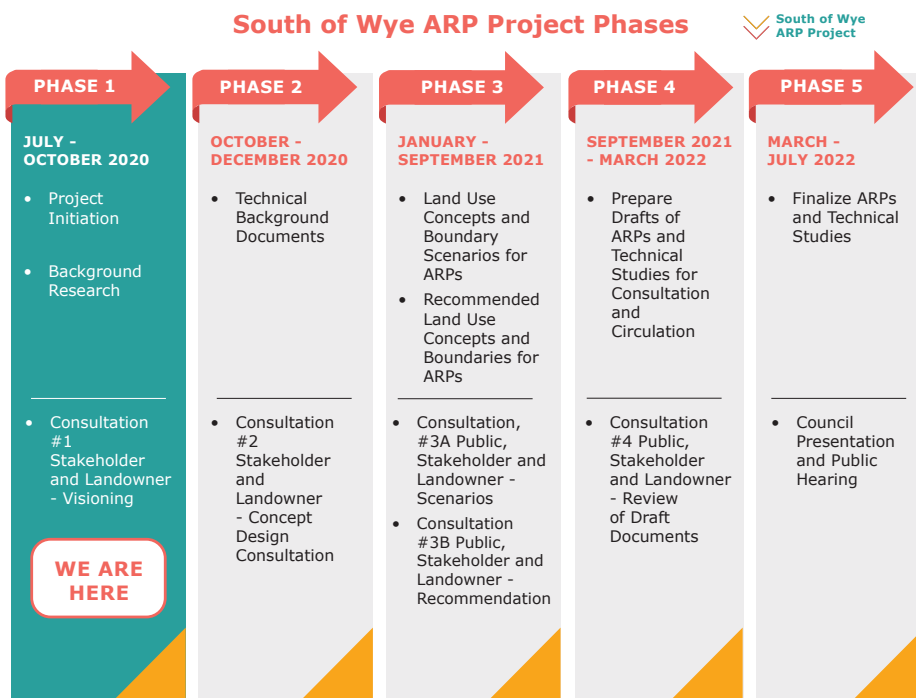 South of Wye ARP Project Phases
South of Wye
ARP Project
PHASE 1
JULY -
OCTOBER 2020
• Project
Initiation
• Background
Research
• Consultation
#1
Stakeholder
and Landowner
- Visioning
WE ARE
HERE
PHASE 2
OCTOBER -
DECEMBER 2020
• Technical
Background
Documents
• Consultation
#2
Stakeholder
and
Landowner
- Concept
Design
Consultation
PHASE 3
JANUARY -
SEPTEMBER 2021
• Land Use
Concepts and
Boundary
Scenarios for
ARPs
• Recommended
Land Use
Concepts and
Boundaries for
ARPs
• Consultation,
#3A Public,
Stakeholder and
Landowner -
Scenarios
• Consultation
#3B Public,
Stakeholder and
Landowner -
Recommendation
PHASE 4
SEPTEMBER 2021
- MARCH 2022
• Prepare
Drafts of
ARPs and
Technical
Studies for
Consultation
and
Circulation
• Consultation
#4 Public,
Stakeholder
and Landowner
- Review
of Draft
Documents
PHASE 5
MARCH -
JULY 2022
• Finalize ARPs
and Technical
Studies
• Council
Presentation
and Public
Hearing